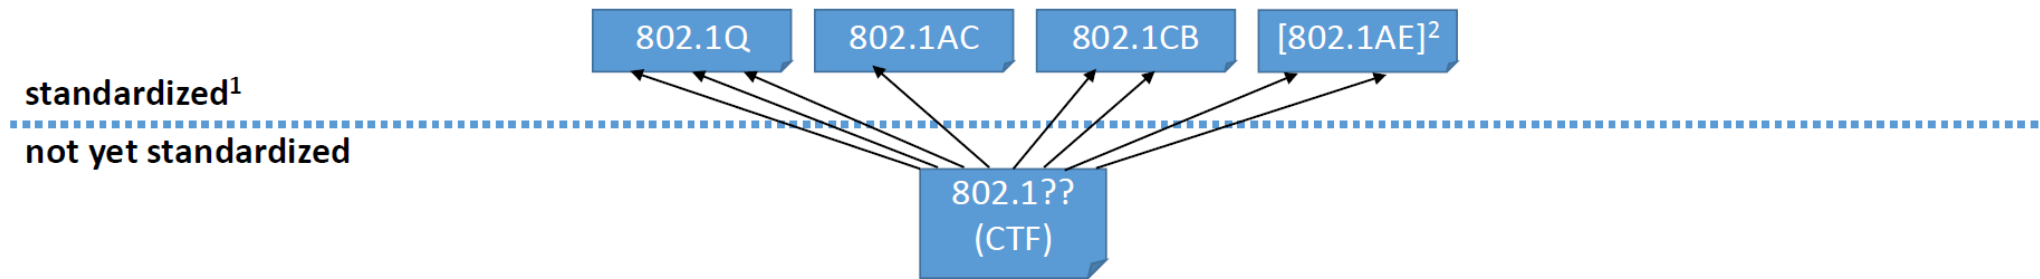 802.1Q
802.1AC
802.1CB
[802.1AE]²
standardized¹
not yet standardized
802.1??
(CTF)